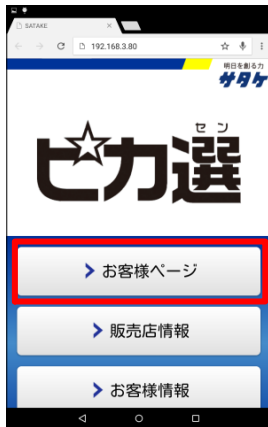 SATAKE
192.168.3.80
明日を創る力
サタケ
セン
ピカ選
お客様ページ
販売店情報
お客様情報